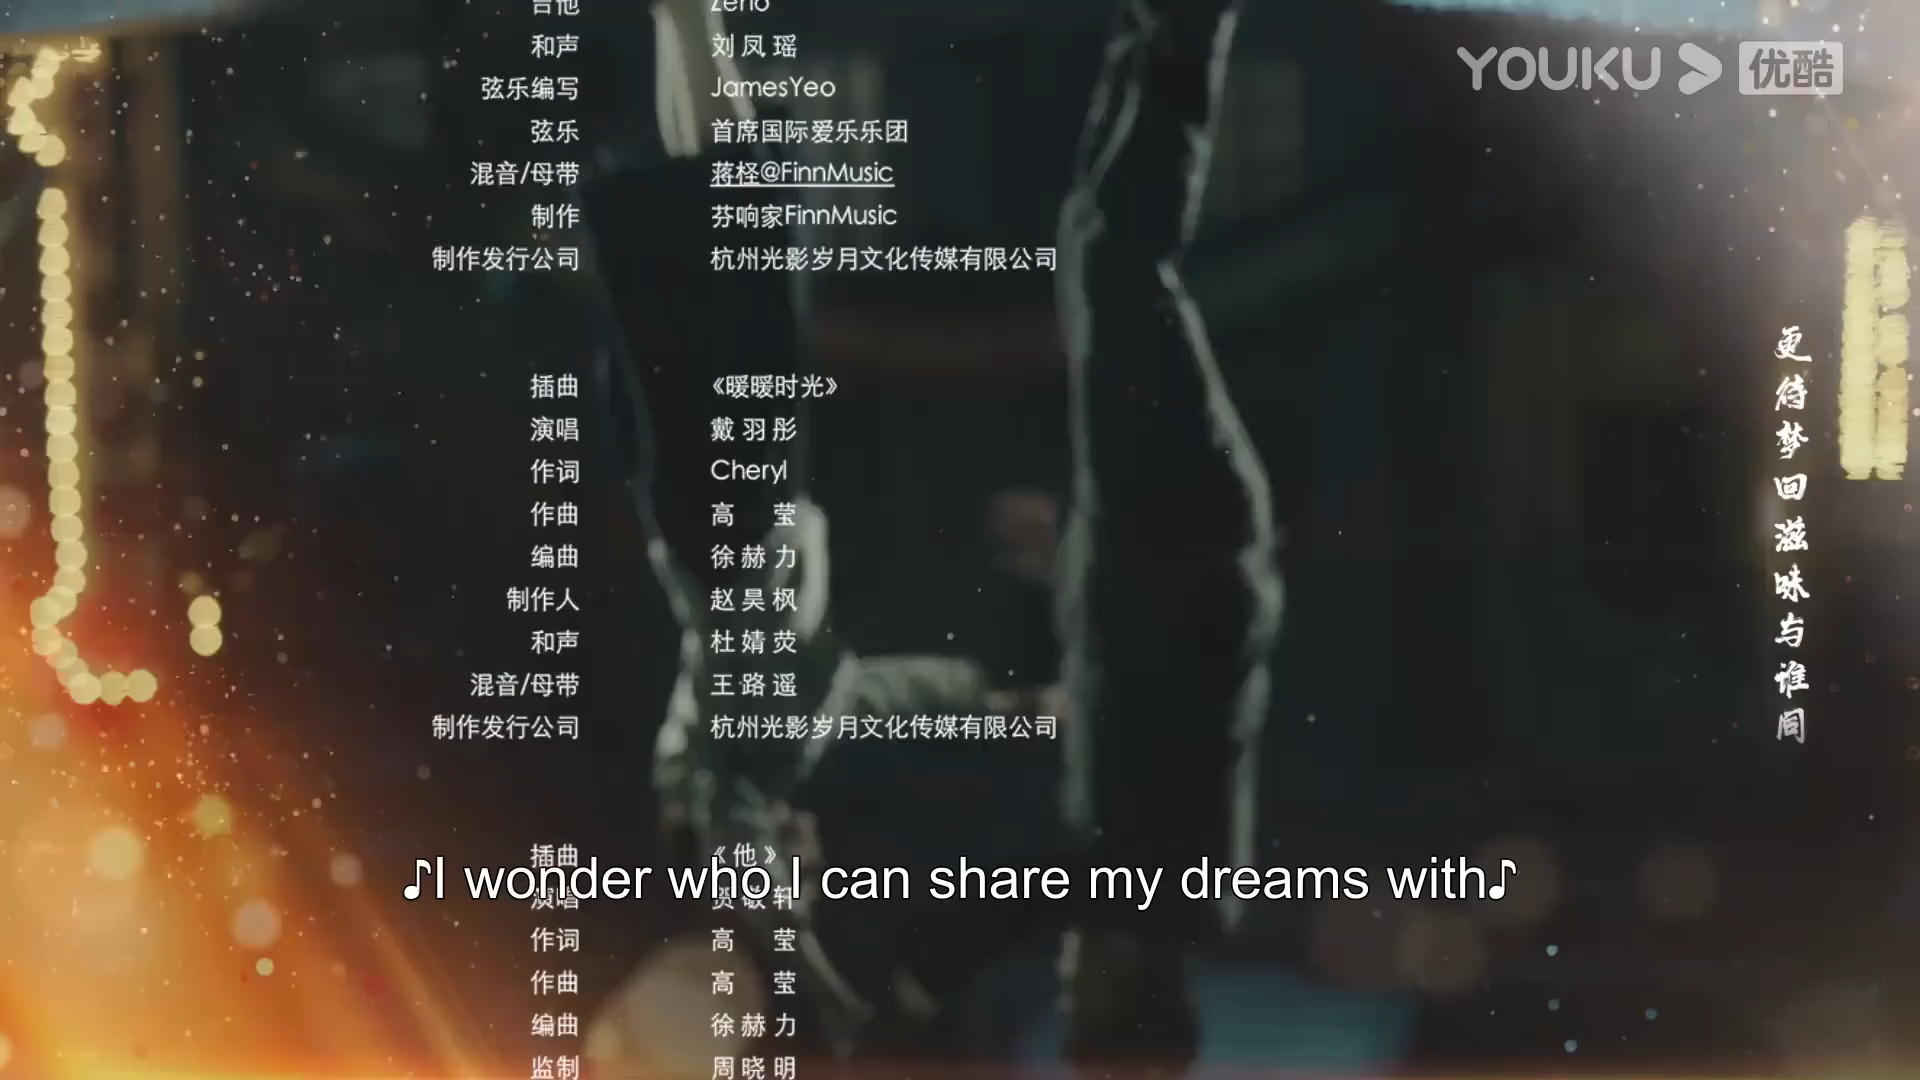 吉他 Zeno
和声 刘凤瑶
弦乐编写 JamesYeo
弦乐 首席国际爱乐乐团
混音/母带 蒋柽@FinnMusic
制作 芬响家FinnMusic
制作发行公司 杭州光影岁月文化传媒有限公司
插曲 《暖暖时光》
演唱 戴羽彤
作词 Cheryl
作曲 高莹
编曲 徐赫力
制作人 赵昊枫
和声 杜婧荧
混音/母带 王路遥
制作发行公司 杭州光影岁月文化传媒有限公司
插曲 《他》
演唱 贺敬轩
作词 高莹
作曲 高莹
编曲 徐赫力
监制 周晓明
♪I wonder who I can share my dreams with♪
YOUKU 优酷
更待梦回滋味与谁同